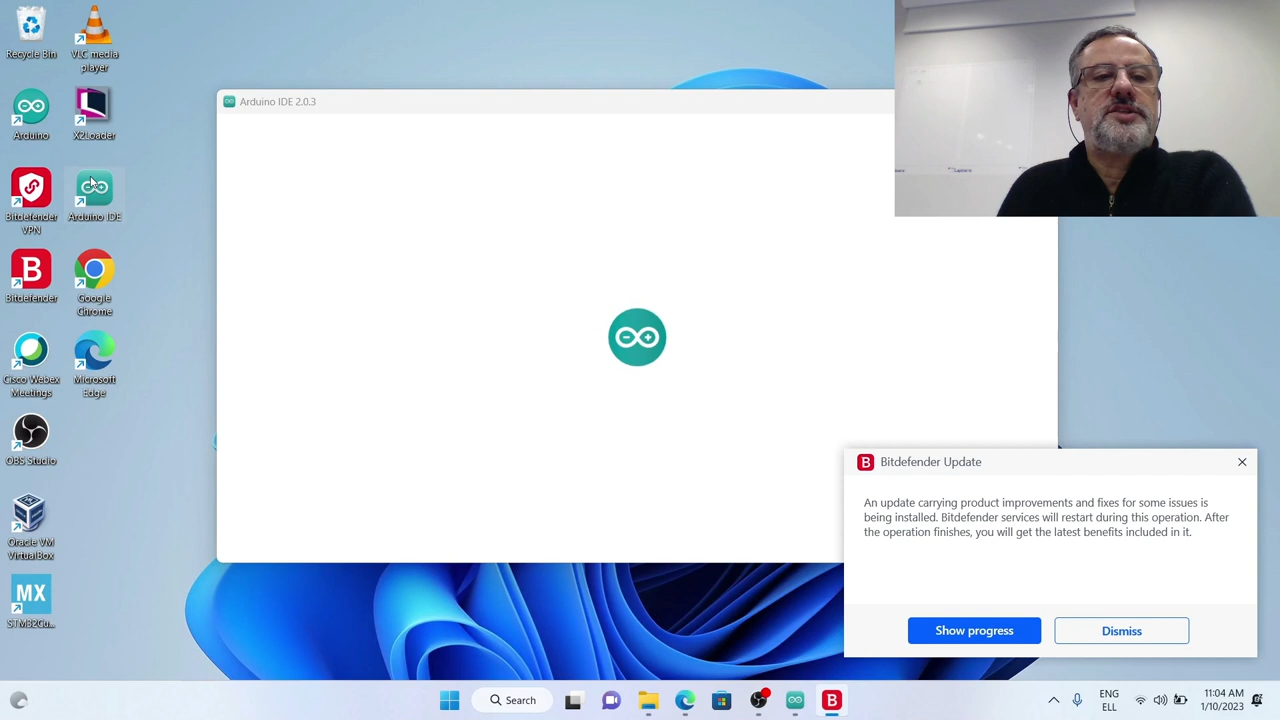 Recycle Bin
VLC media
player
Arduino
X2Loader
Bitdefender
VPN
Arduino IDE
Bitdefender
Google
Chrome
Cisco Webex
Meetings
Microsoft
Edge
OBS Studio
Oracle VM
VirtualBox
MX
STM32Cu...
Arduino IDE 2.0.3
B Bitdefender Update
An update carrying product improvements and fixes for some issues is
being installed. Bitdefender services will restart during this operation. After
the operation finishes, you will get the latest benefits included in it.
Show progress
Dismiss
Search
B
ENG
ELL
11:04 AM
1/10/2023